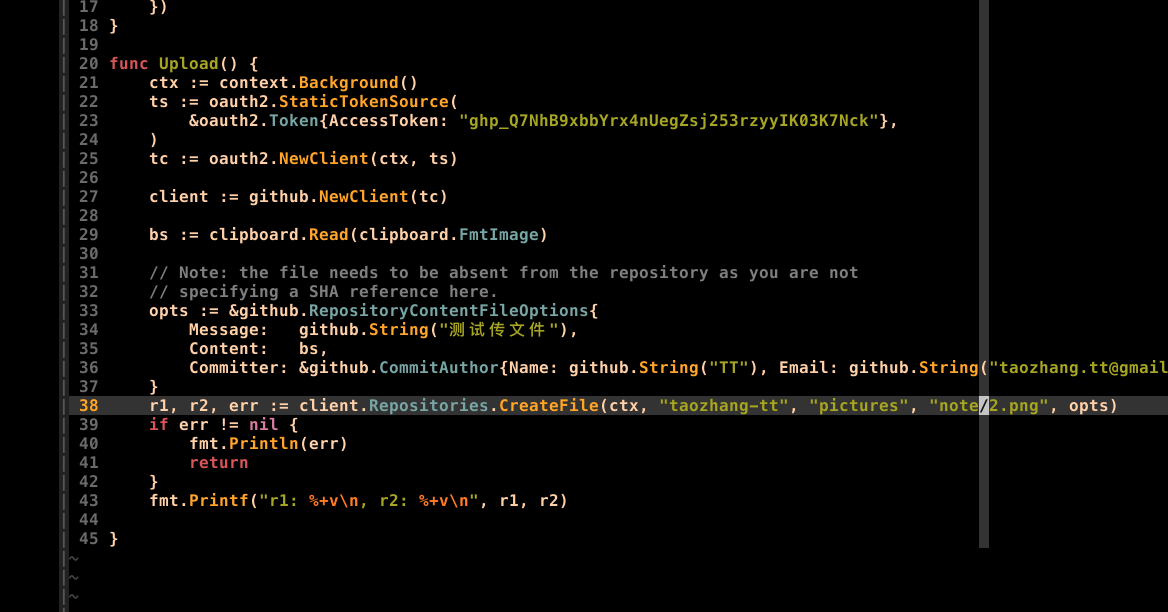 17 })
18 }
19
20 func Upload() {
21 ctx := context.Background()
22 ts := oauth2.StaticTokenSource(
23 &oauth2.Token{AccessToken: "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"},
24 )
25 tc := oauth2.NewClient(ctx, ts)
26
27 client := github.NewClient(tc)
28
29 bs := clipboard.Read(clipboard.FmtImage)
30
31 // Note: the file needs to be absent from the repository as you are not
32 // specifying a SHA reference here.
33 opts := &github.RepositoryContentFileOptions{
34 Message: github.String("测试传文件"),
35 Content: bs,
36 Committer: &github.CommitAuthor{Name: github.String("TT"), Email: github.String("taozhang.tt@gmail
37 }
38 r1, r2, err := client.Repositories.CreateFile(ctx, "taozhang-tt", "pictures", "note/2.png", opts)
39 if err != nil {
40 fmt.Println(err)
41 return
42 }
43 fmt.Printf("r1: %+v\n, r2: %+v\n", r1, r2)
44
45 }
~
~
~